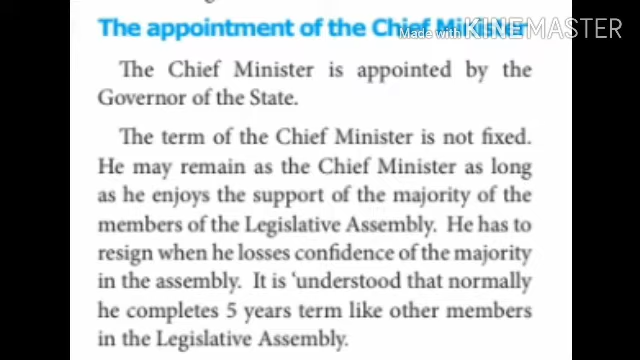 The appointment of the Chief Minister
Made with KINEMASTER
The Chief Minister is appointed by the
Governor of the State.
The term of the Chief Minister is not fixed.
He may remain as the Chief Minister as long
as he enjoys the support of the majority of the
members of the Legislative Assembly. He has to
resign when he losses confidence of the majority
in the assembly. It is ‘understood that normally
he completes 5 years term like other members
in the Legislative Assembly.